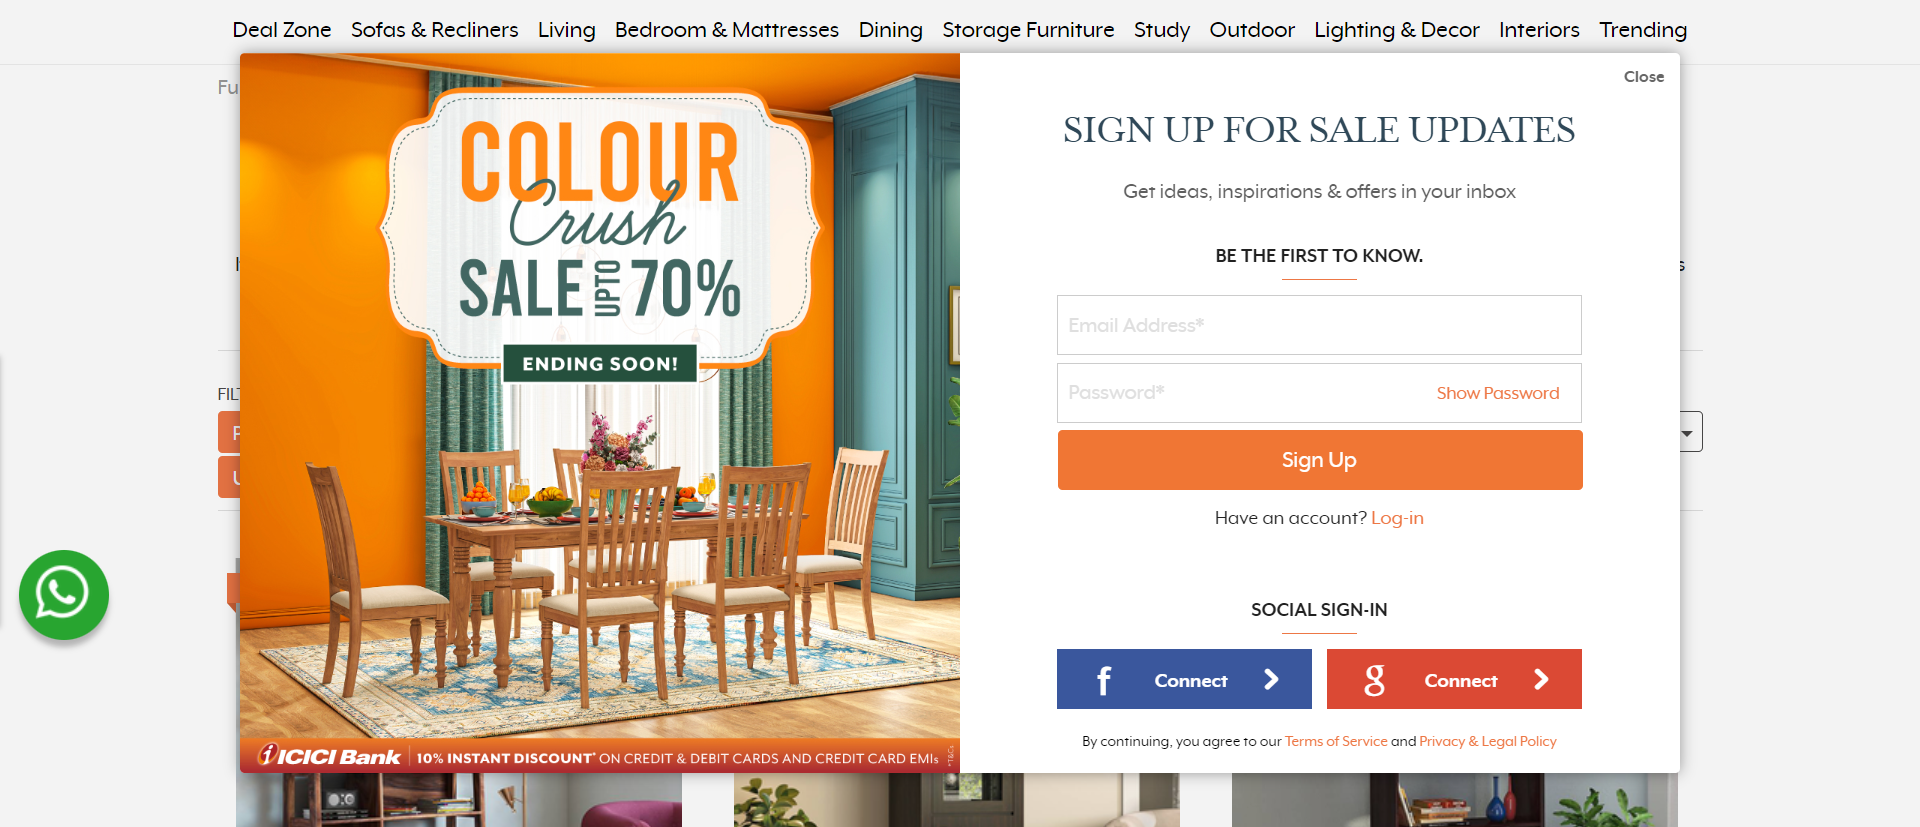 Deal Zone Sofas & Recliners Living Bedroom & Mattresses Dining Storage Furniture Study Outdoor Lighting & Decor Interiors Trending
Fu
COLOUR
Crush
SALE UPTO 70%
ENDING SOON!
ICICI Bank 10% INSTANT DISCOUNT* ON CREDIT & DEBIT CARDS AND CREDIT CARD EMIs *T&Cs
Close
SIGN UP FOR SALE UPDATES
Get ideas, inspirations & offers in your inbox
BE THE FIRST TO KNOW.
Email Address*
Password* Show Password
Sign Up
Have an account? Log-in
SOCIAL SIGN-IN
f Connect
g Connect
By continuing, you agree to our Terms of Service and Privacy & Legal Policy
FIL